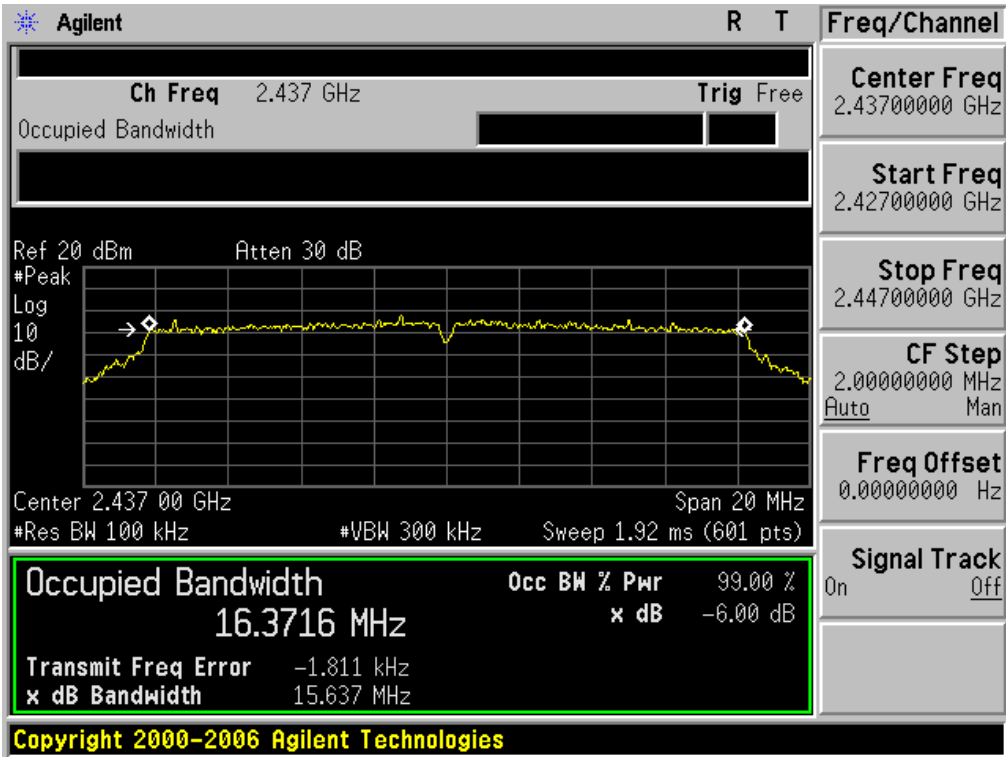 Agilent R T
Ch Freq 2.437 GHz Trig Free
Occupied Bandwidth
Ref 20 dBm Atten 30 dB
#Peak
Log
10
dB/
Center 2.437 00 GHz Span 20 MHz
#Res BW 100 kHz #VBW 300 kHz Sweep 1.92 ms (601 pts)
Occupied Bandwidth
16.3716 MHz
Occ BW % Pwr 99.00 %
x dB -6.00 dB
Transmit Freq Error -1.811 kHz
x dB Bandwidth 15.637 MHz
Copyright 2000-2006 Agilent Technologies
Freq/Channel
Center Freq
2.43700000 GHz
Start Freq
2.42700000 GHz
Stop Freq
2.44700000 GHz
CF Step
2.00000000 MHz
Auto Man
Freq Offset
0.00000000 Hz
Signal Track
On Off